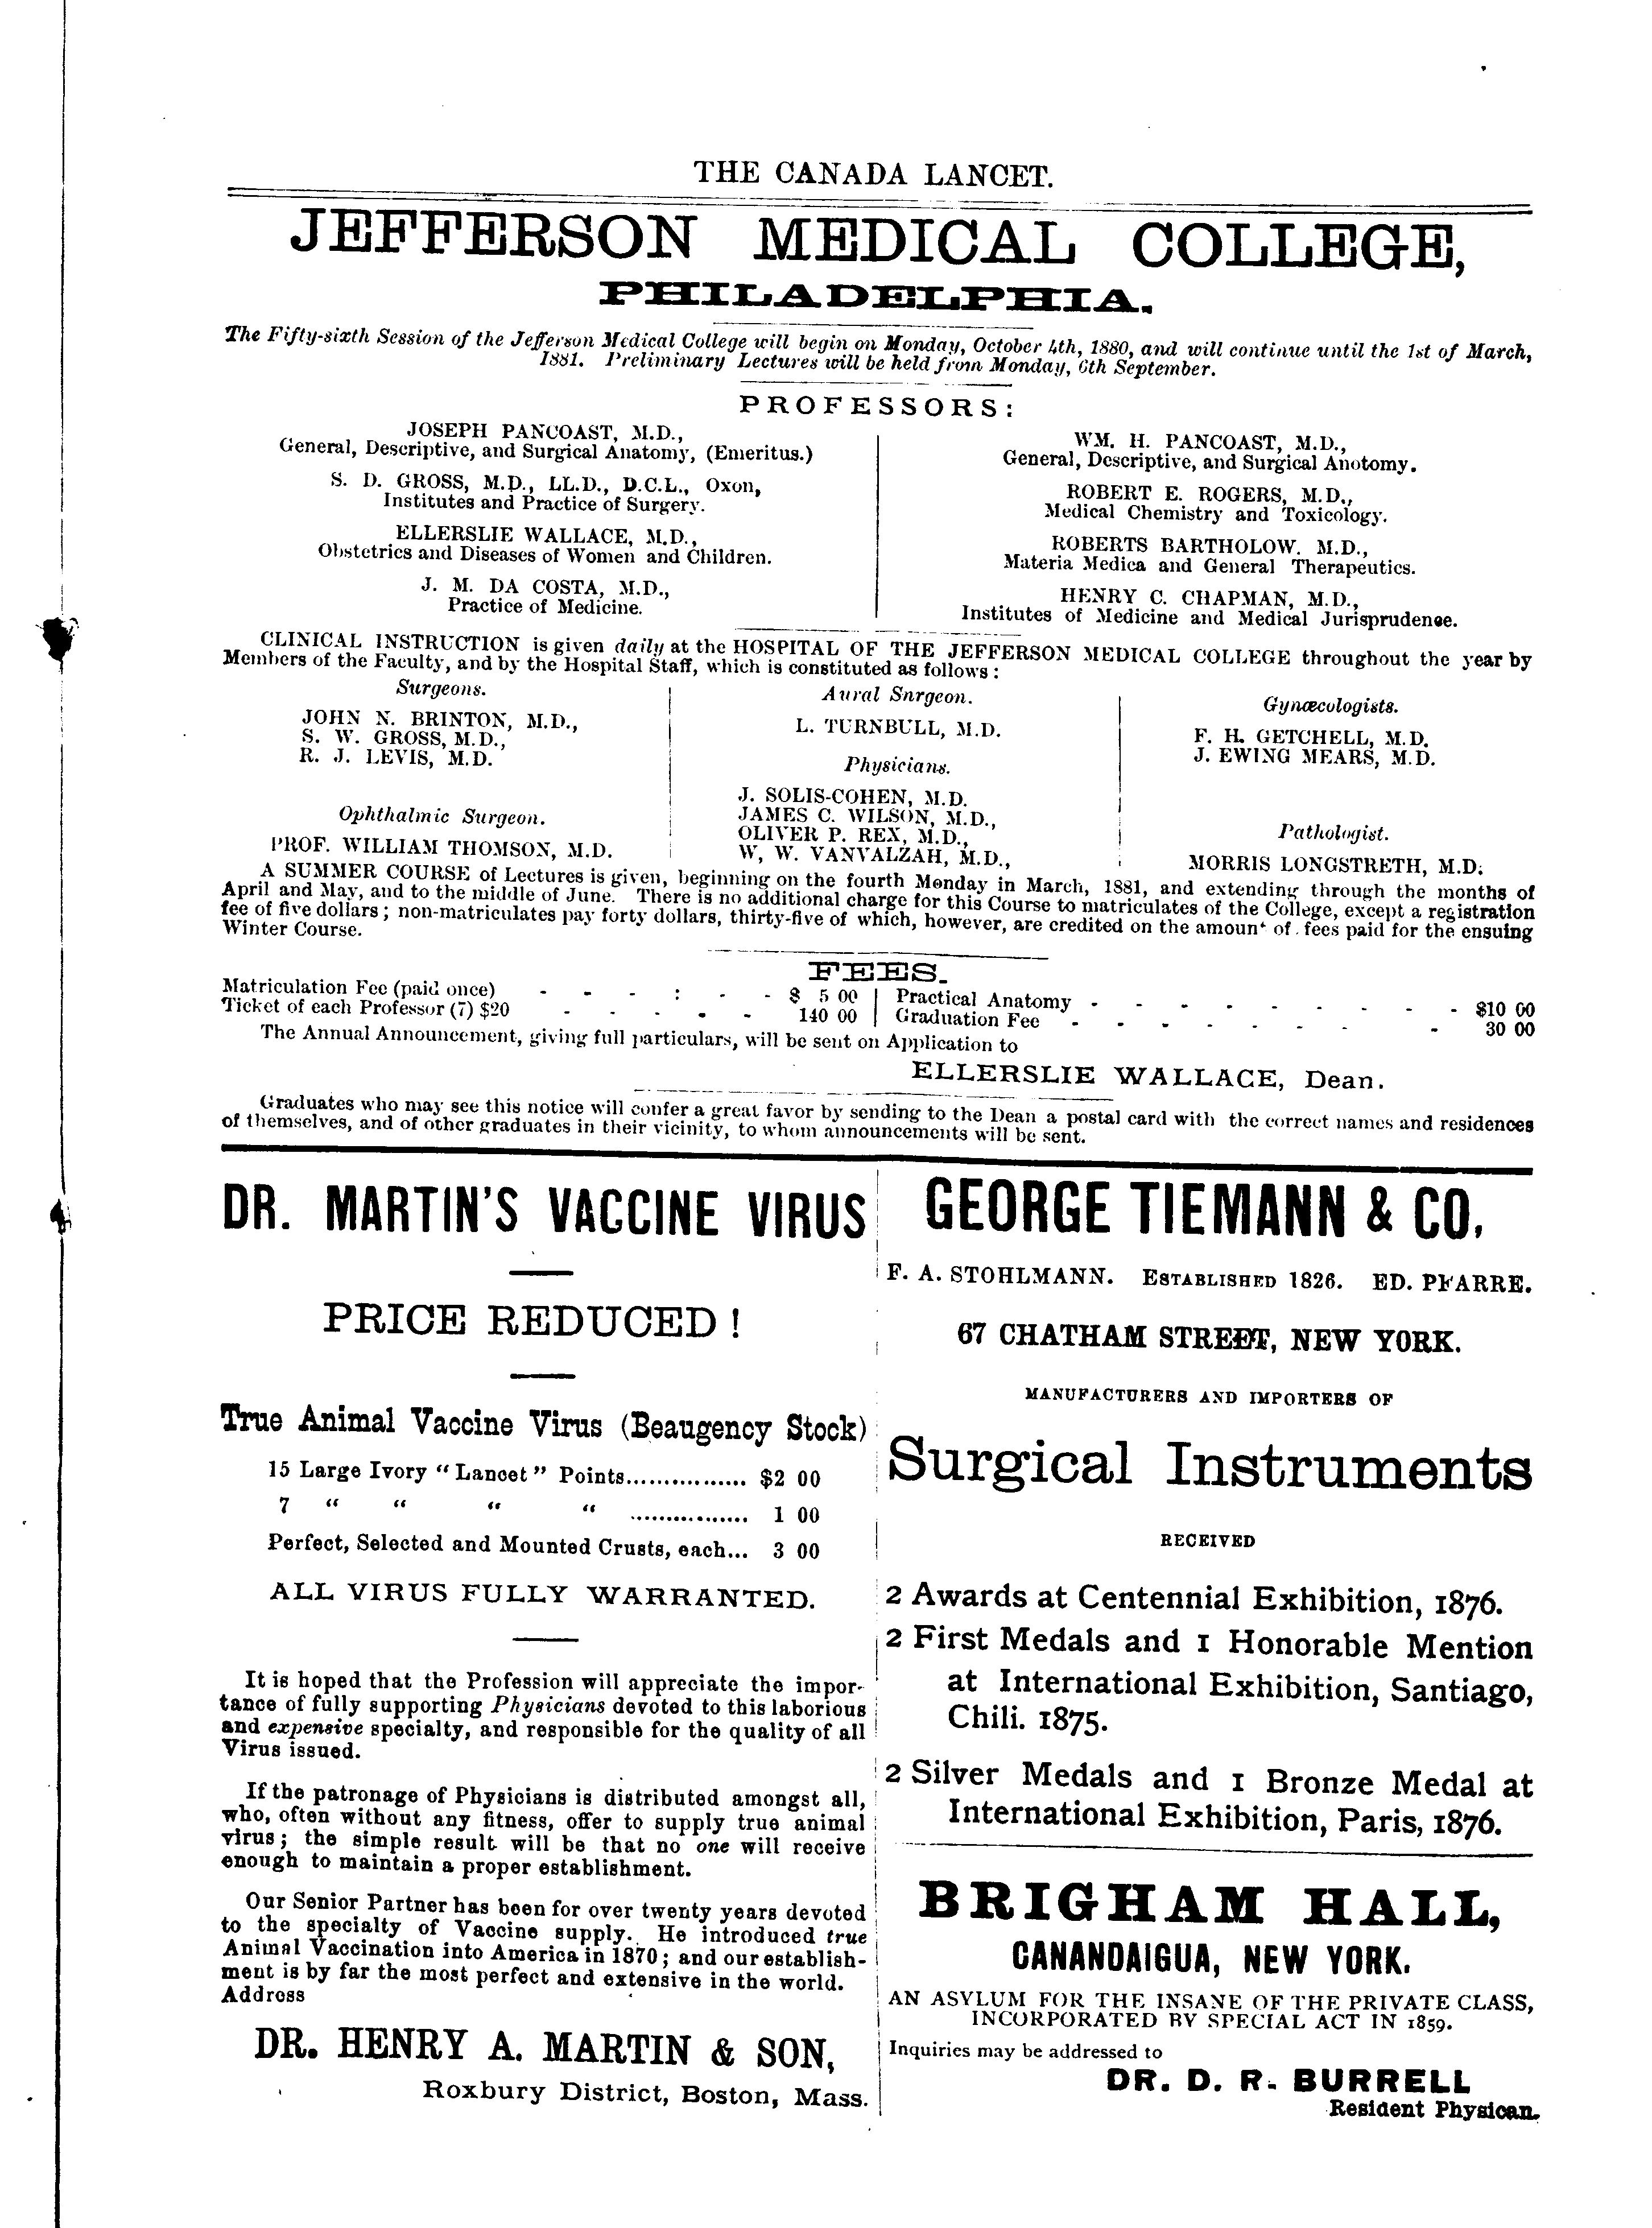 THE CANADA LANCET.
JEFFERSON MEDICAL COLLEGE,
PHILADELPHIA.
The Fifty-sixth Session of the Jefferson Medical College will begin on Monday, October 4th, 1880, and will continue until the 1st of March,
1881. Preliminary Lectures will be held from Monday, 6th September.
PROFESSORS:
JOSEPH PANCOAST, M.D.,
General, Descriptive, and Surgical Anatomy, (Emeritus.)
S. D. GROSS, M.D., LL.D., D.C.L., Oxon,
Institutes and Practice of Surgery.
ELLERSLIE WALLACE, M.D.,
Obstetrics and Diseases of Women and Children.
J. M. DA COSTA, M.D.,
Practice of Medicine.
WM. H. PANCOAST, M.D.,
General, Descriptive, and Surgical Anotomy.
ROBERT E. ROGERS, M.D.,
Medical Chemistry and Toxicology.
ROBERTS BARTHOLOW. M.D.,
Materia Medica and General Therapeutics.
HENRY C. CHAPMAN, M.D.,
Institutes of Medicine and Medical Jurisprudense.
CLINICAL INSTRUCTION is given daily at the HOSPITAL OF THE JEFFERSON MEDICAL COLLEGE throughout the year by
Members of the Faculty, and by the Hospital Staff, which is constituted as follows:
Surgeons.
JOHN N. BRINTON, M.D.,
S. W. GROSS, M.D.,
R. J. LEVIS, M.D.
Ophthalmic Surgeon.
PROF. WILLIAM THOMSON, M.D.
Aural Snrgeon.
L. TURNBULL, M.D.
Physicians.
J. SOLIS-COHEN, M.D.
JAMES C. WILSON, M.D.,
OLIVER P. REX, M.D.,
W, W. VANVALZAH, M.D.,
Gynæcologists.
F. H. GETCHELL, M.D.
J. EWING MEARS, M.D.
Pathologist.
MORRIS LONGSTRETH, M.D.
A SUMMER COURSE of Lectures is given, beginning on the fourth Monday in March, 1881, and extending through the months of
April and May, and to the middle of June. There is no additional charge for this Course to matriculates of the College, except a registration
fee of five dollars; non-matriculates pay forty dollars, thirty-five of which, however, are credited on the amount of fees paid for the ensuing
Winter Course.
FEES.
Matriculation Fee (paid once) - - - : - - $ 5 00 | Practical Anatomy - - - - - - - - - $10 00
Ticket of each Professor (7) $20 - - - - - 140 00 | Graduation Fee - - - - - - - - 30 00
The Annual Announcement, giving full particulars, will be sent on Application to
ELLERSLIE WALLACE, Dean.
Graduates who may see this notice will confer a great favor by sending to the Dean a postal card with the correct names and residences
of themselves, and of other graduates in their vicinity, to whom announcements will be sent.
DR. MARTIN'S VACCINE VIRUS
PRICE REDUCED!
True Animal Vaccine Virus (Beaugency Stock)
15 Large Ivory "Lancet" Points................ $2 00
7 " " " " ................ 1 00
Perfect, Selected and Mounted Crusts, each... 3 00
ALL VIRUS FULLY WARRANTED.
It is hoped that the Profession will appreciate the impor-
tance of fully supporting Physicians devoted to this laborious
and expensive specialty, and responsible for the quality of all
Virus issued.
If the patronage of Physicians is distributed amongst all,
who, often without any fitness, offer to supply true animal
virus; the simple result will be that no one will receive
enough to maintain a proper establishment.
Our Senior Partner has been for over twenty years devoted
to the specialty of Vaccine supply. He introduced true
Animal Vaccination into America in 1870; and our establish-
ment is by far the most perfect and extensive in the world.
Address
DR. HENRY A. MARTIN & SON,
Roxbury District, Boston, Mass.
GEORGE TIEMANN & CO,
F. A. STOHLMANN. ESTABLISHED 1826. ED. PFARRE.
67 CHATHAM STREET, NEW YORK.
MANUFACTURERS AND IMPORTERS OF
Surgical Instruments
RECEIVED
2 Awards at Centennial Exhibition, 1876.
2 First Medals and 1 Honorable Mention
at International Exhibition, Santiago,
Chili. 1875.
2 Silver Medals and 1 Bronze Medal at
International Exhibition, Paris, 1876.
BRIGHAM HALL,
CANANDAIGUA, NEW YORK.
AN ASYLUM FOR THE INSANE OF THE PRIVATE CLASS,
INCORPORATED BY SPECIAL ACT IN 1859.
Inquiries may be addressed to
DR. D. R. BURRELL
Resident Physican.